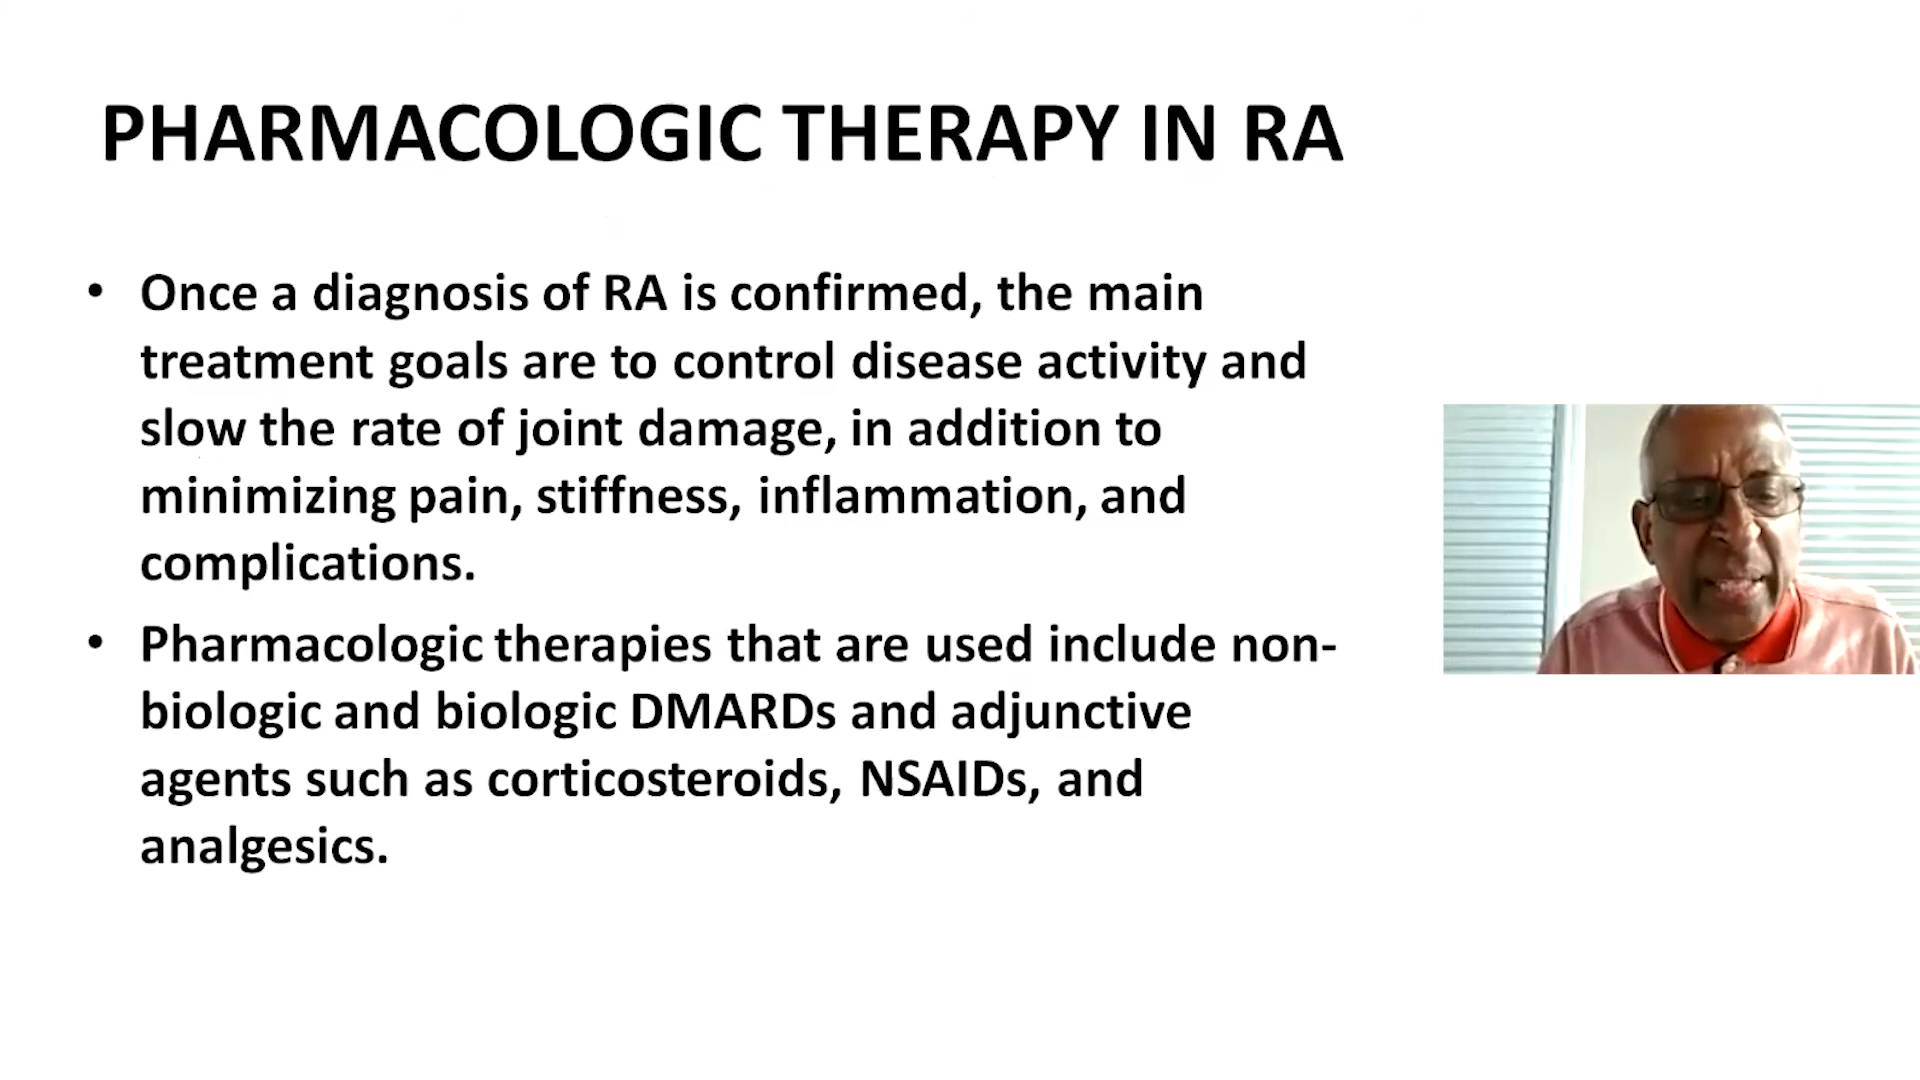 PHARMACOLOGIC THERAPY IN RA
• Once a diagnosis of RA is confirmed, the main
treatment goals are to control disease activity and
slow the rate of joint damage, in addition to
minimizing pain, stiffness, inflammation, and
complications.
• Pharmacologic therapies that are used include non-
biologic and biologic DMARDs and adjunctive
agents such as corticosteroids, NSAIDs, and
analgesics.